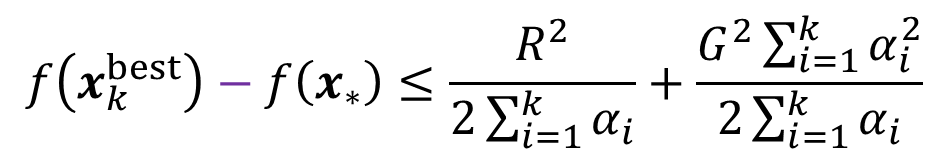 f(x_k^best) − f(x_*) ≤ R^2 / (2 ∑_{i=1}^k α_i) + (G^2 ∑_{i=1}^k α_i^2) / (2 ∑_{i=1}^k α_i)